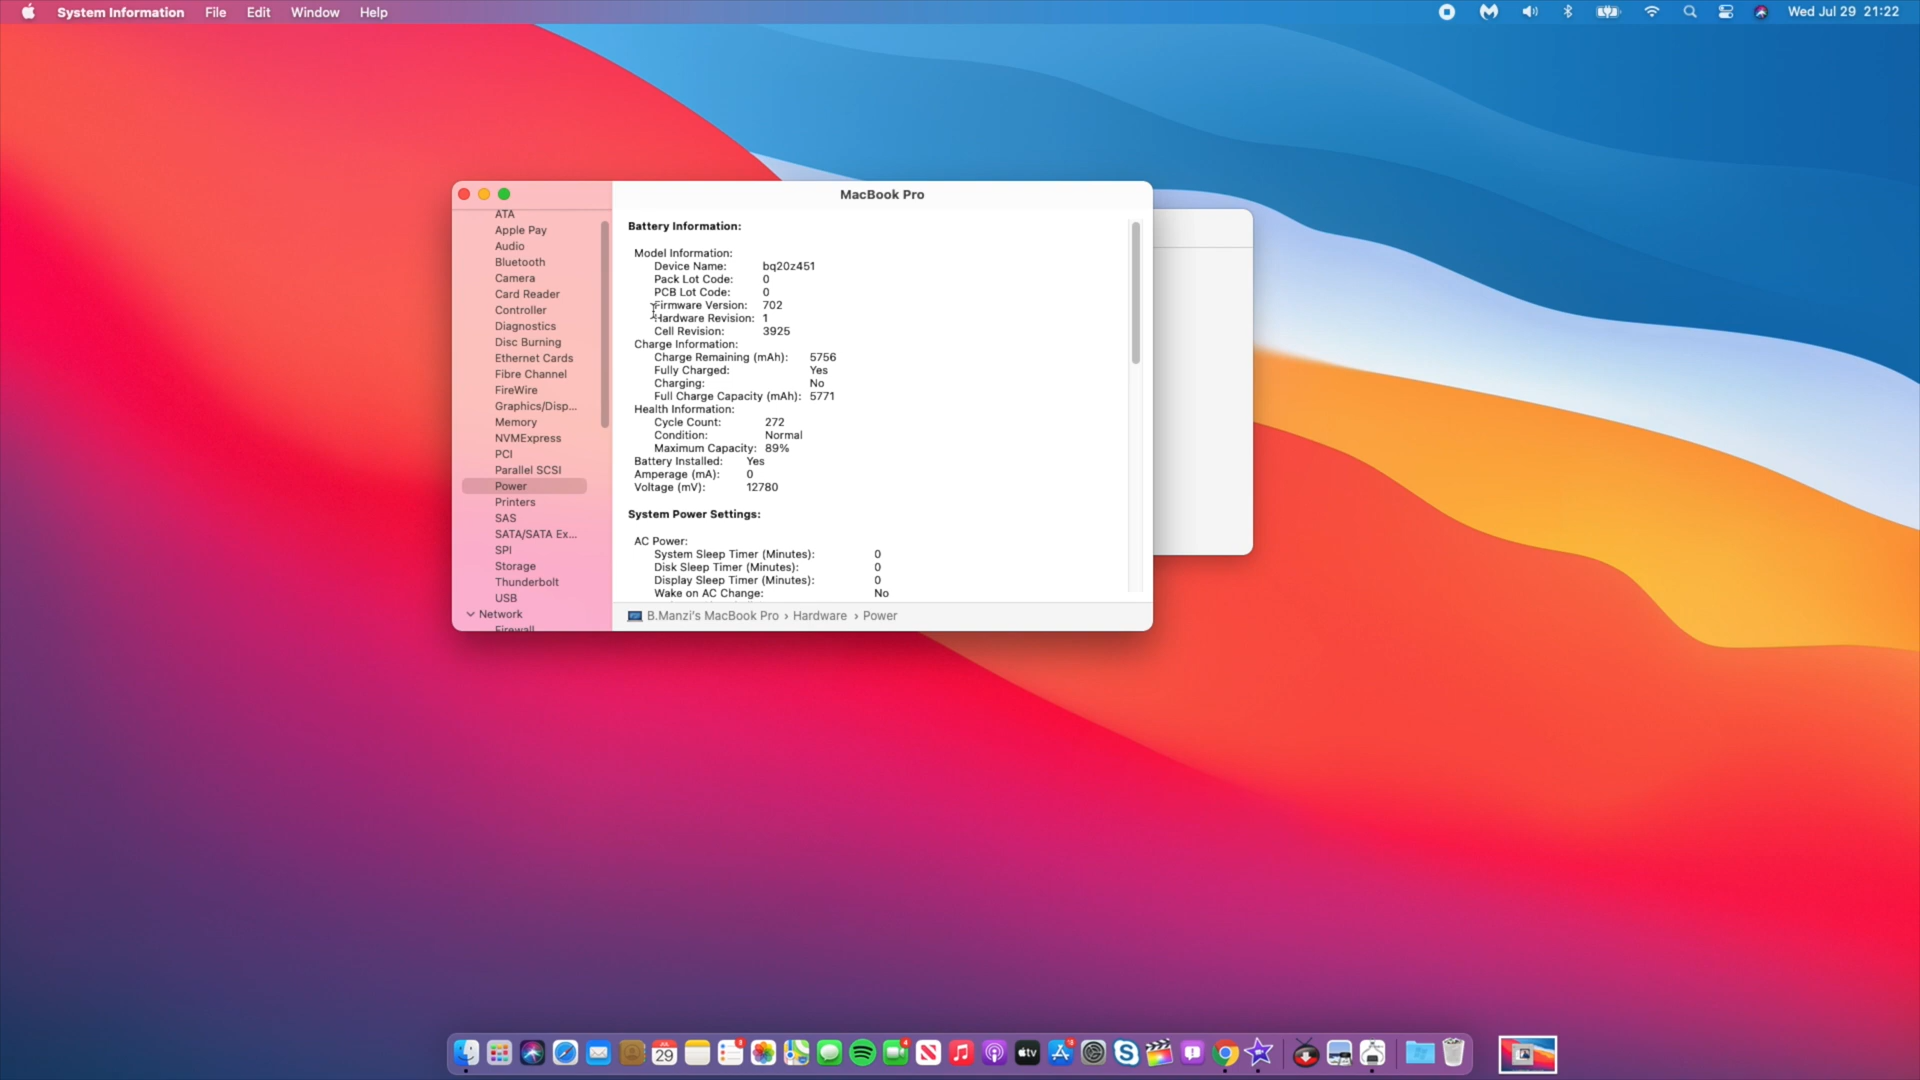 System Information File Edit Window Help
Wed Jul 29 21:22
MacBook Pro
ATA
Apple Pay
Audio
Bluetooth
Camera
Card Reader
Controller
Diagnostics
Disc Burning
Ethernet Cards
Fibre Channel
FireWire
Graphics/Disp...
Memory
NVMExpress
PCI
Parallel SCSI
Power
Printers
SAS
SATA/SATA Ex...
SPI
Storage
Thunderbolt
USB
Network
Firewall
Battery Information:
Model Information:
Device Name: bq20z451
Pack Lot Code: 0
PCB Lot Code: 0
Firmware Version: 702
Hardware Revision: 1
Cell Revision: 3925
Charge Information:
Charge Remaining (mAh): 5756
Fully Charged: Yes
Charging: No
Full Charge Capacity (mAh): 5771
Health Information:
Cycle Count: 272
Condition: Normal
Maximum Capacity: 89%
Battery Installed: Yes
Amperage (mA): 0
Voltage (mV): 12780
System Power Settings:
AC Power:
System Sleep Timer (Minutes): 0
Disk Sleep Timer (Minutes): 0
Display Sleep Timer (Minutes): 0
Wake on AC Change: No
B.Manzi's MacBook Pro › Hardware › Power
JUL
29
tv